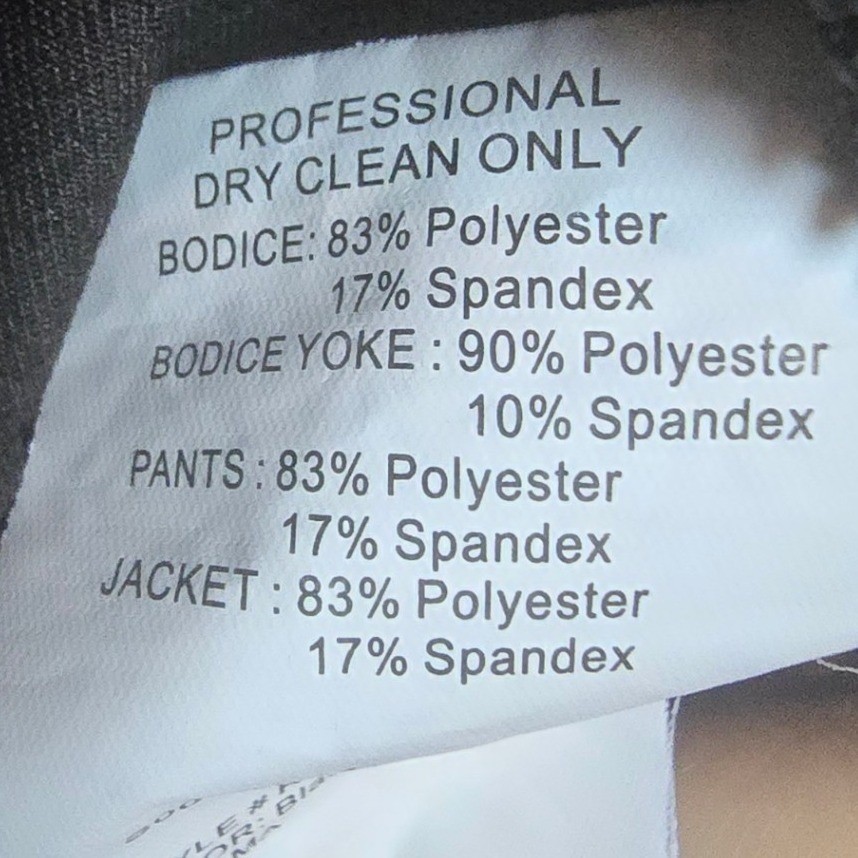 PROFESSIONAL
DRY CLEAN ONLY
BODICE: 83% Polyester
17% Spandex
BODICE YOKE : 90% Polyester
10% Spandex
PANTS : 83% Polyester
17% Spandex
JACKET : 83% Polyester
17% Spandex